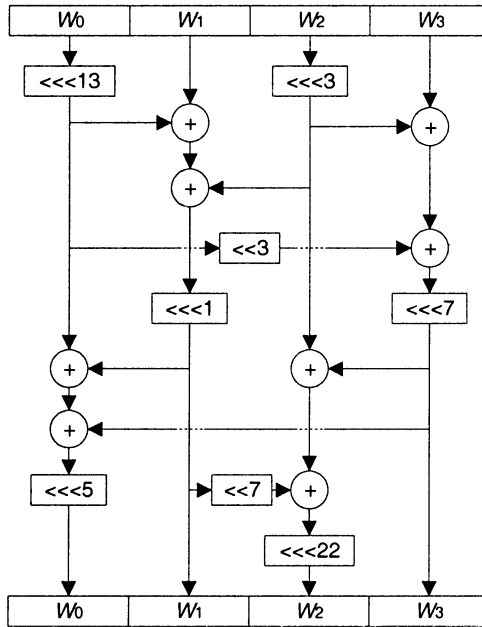 W0 W1 W2 W3
<<<13 <<<3
+ +
+
<<3 +
<<<1 <<<7
+ +
+
<<<5 <<7 +
<<<22
W0 W1 W2 W3